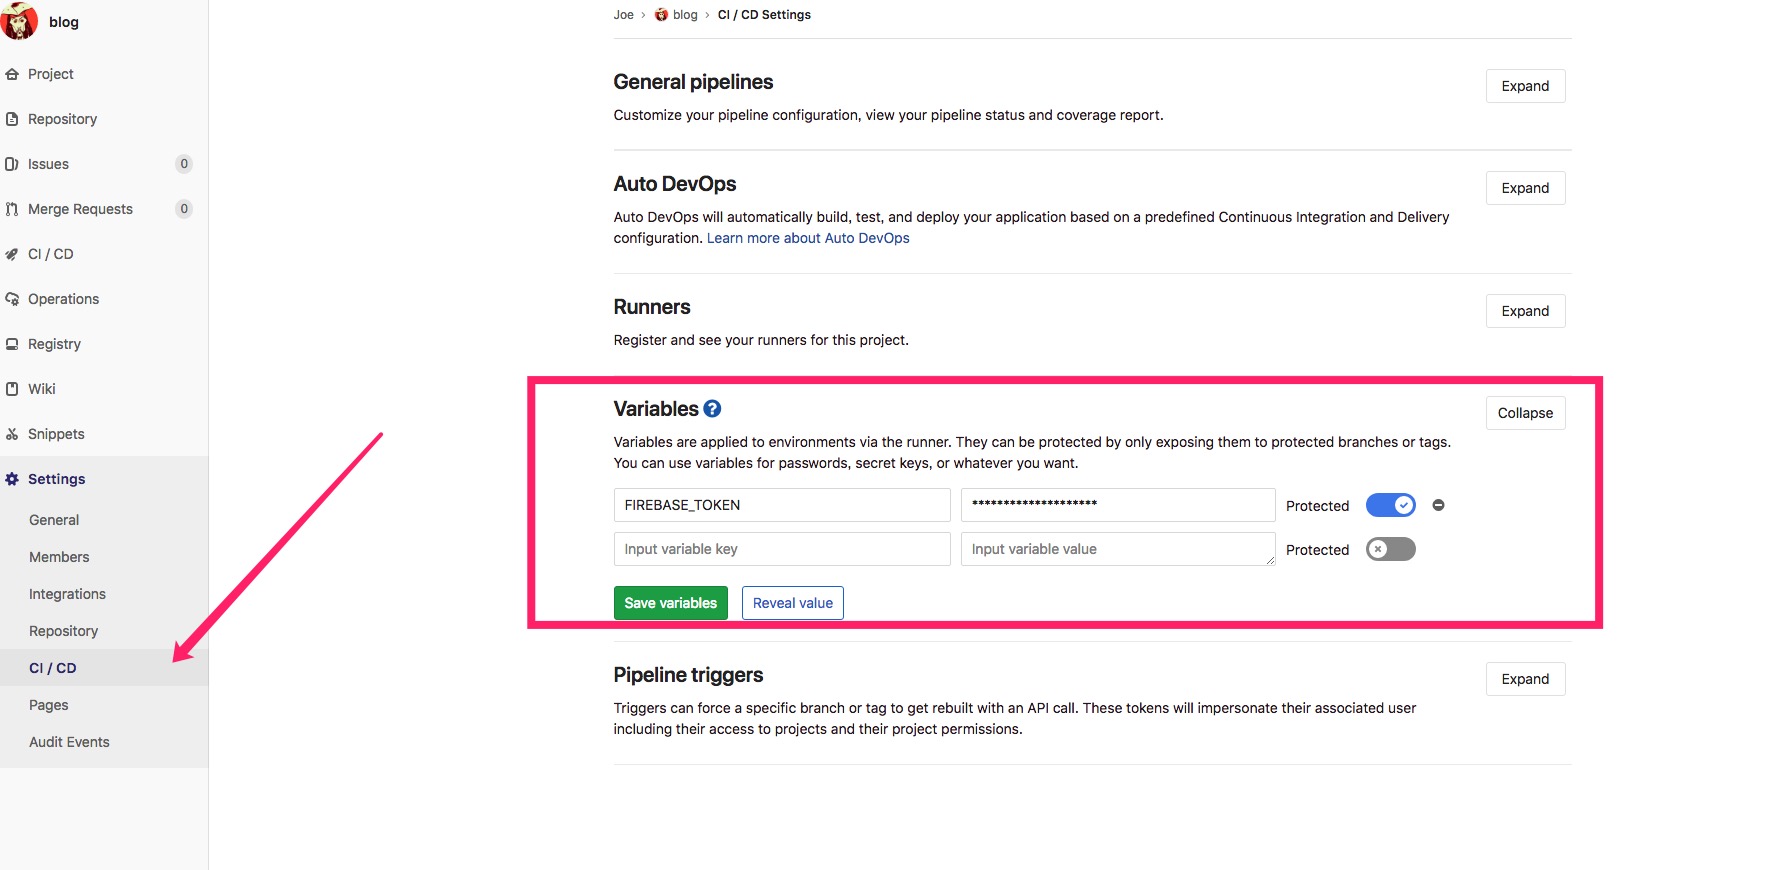 blog
Project
Repository
Issues 0
Merge Requests 0
CI / CD
Operations
Registry
Wiki
Snippets
Settings
General
Members
Integrations
Repository
CI / CD
Pages
Audit Events
Joe › blog › CI / CD Settings
General pipelines
Expand
Customize your pipeline configuration, view your pipeline status and coverage report.
Auto DevOps
Expand
Auto DevOps will automatically build, test, and deploy your application based on a predefined Continuous Integration and Delivery
configuration. Learn more about Auto DevOps
Runners
Expand
Register and see your runners for this project.
Variables ?
Collapse
Variables are applied to environments via the runner. They can be protected by only exposing them to protected branches or tags.
You can use variables for passwords, secret keys, or whatever you want.
FIREBASE_TOKEN ******************** Protected
Input variable key Input variable value Protected
Save variables Reveal value
Pipeline triggers
Expand
Triggers can force a specific branch or tag to get rebuilt with an API call. These tokens will impersonate their associated user
including their access to projects and their project permissions.